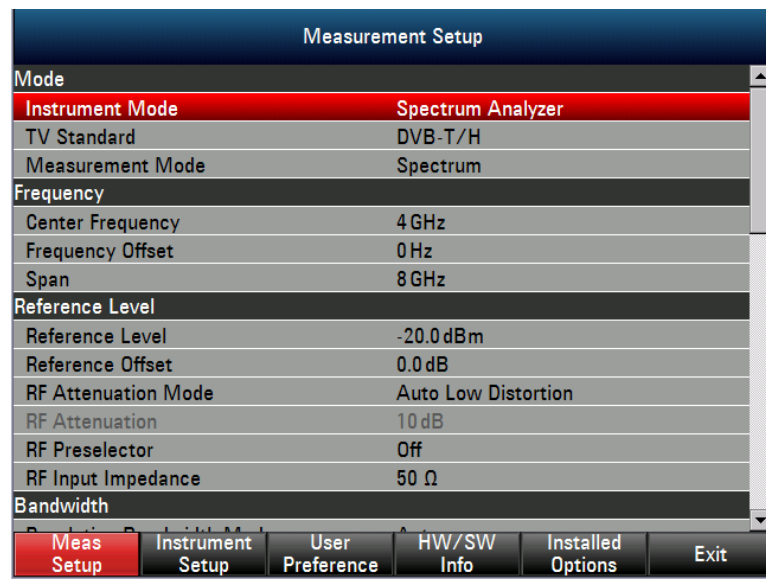 Measurement Setup
Mode
Instrument Mode Spectrum Analyzer
TV Standard DVB-T/H
Measurement Mode Spectrum
Frequency
Center Frequency 4 GHz
Frequency Offset 0 Hz
Span 8 GHz
Reference Level
Reference Level -20.0 dBm
Reference Offset 0.0 dB
RF Attenuation Mode Auto Low Distortion
RF Attenuation 10 dB
RF Preselector Off
RF Input Impedance 50 Ω
Bandwidth
Meas Setup
Instrument Setup
User Preference
HW/SW Info
Installed Options
Exit